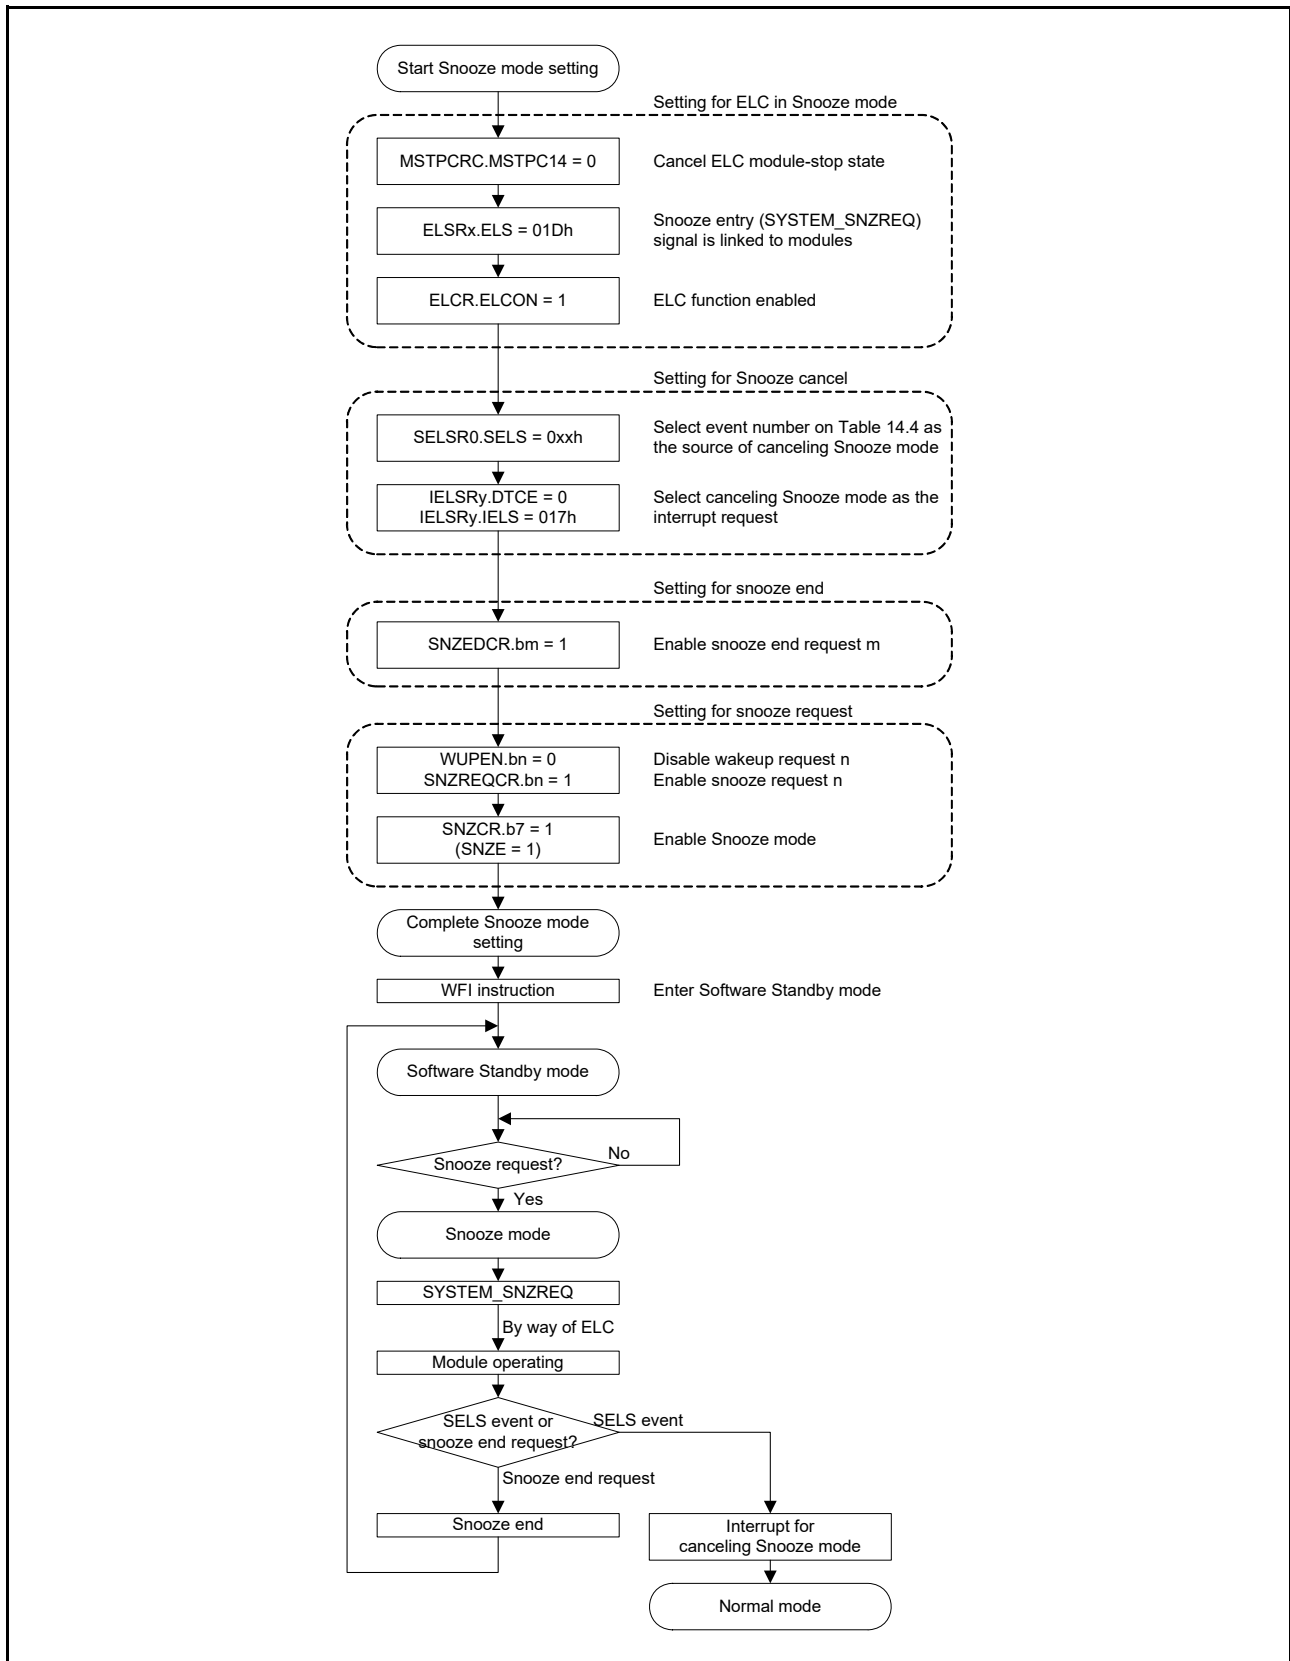 Start Snooze mode setting
Setting for ELC in Snooze mode
MSTPCRC.MSTPC14 = 0
Cancel ELC module-stop state
ELSRx.ELS = 01Dh
Snooze entry (SYSTEM_SNZREQ)
signal is linked to modules
ELCR.ELCON = 1
ELC function enabled
Setting for Snooze cancel
SELSR0.SELS = 0xxh
Select event number on Table 14.4 as
the source of canceling Snooze mode
IELSRy.DTCE = 0
IELSRy.IELS = 017h
Select canceling Snooze mode as the
interrupt request
Setting for snooze end
SNZEDCR.bm = 1
Enable snooze end request m
Setting for snooze request
WUPEN.bn = 0
SNZREQCR.bn = 1
Disable wakeup request n
Enable snooze request n
SNZCR.b7 = 1
(SNZE = 1)
Enable Snooze mode
Complete Snooze mode
setting
WFI instruction
Enter Software Standby mode
Software Standby mode
Snooze request?
No
Yes
Snooze mode
SYSTEM_SNZREQ
By way of ELC
Module operating
SELS event or
snooze end request?
SELS event
Snooze end request
Snooze end
Interrupt for
canceling Snooze mode
Normal mode